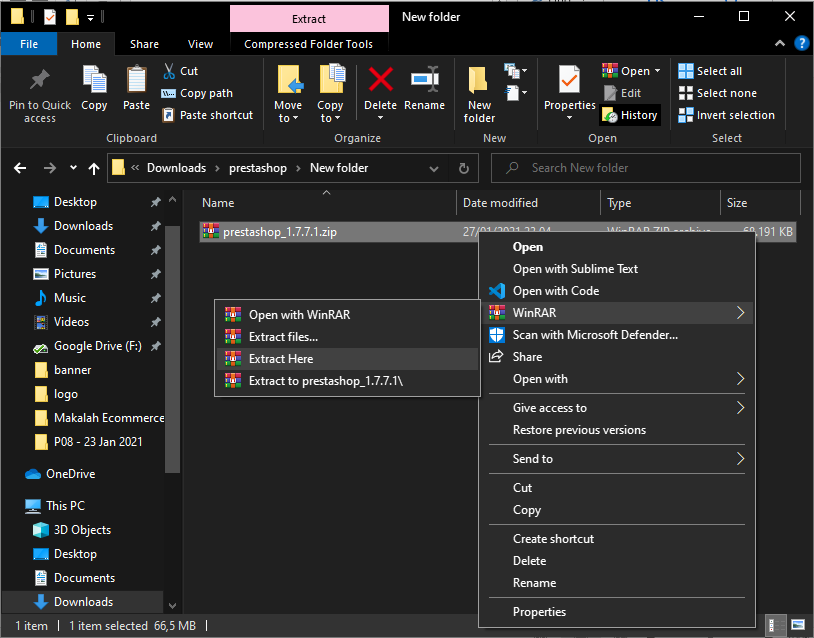 Extract
New folder
File
Home
Share
View
Compressed Folder Tools
Pin to Quick access
Copy
Paste
Cut
Copy path
Paste shortcut
Clipboard
Move to
Copy to
Delete
Rename
Organize
New folder
New
Properties
Open
Edit
History
Open
Select all
Select none
Invert selection
Select
« Downloads › prestashop › New folder
Search New folder
Desktop
Downloads
Documents
Pictures
Music
Videos
Google Drive (F:)
banner
logo
Makalah Ecommerce
P08 - 23 Jan 2021
OneDrive
This PC
3D Objects
Desktop
Documents
Downloads
Name
Date modified
Type
Size
prestashop_1.7.7.1.zip
27/01/2021 23.04
WinRAR ZIP archive
68.191 KB
Open with WinRAR
Extract files...
Extract Here
Extract to prestashop_1.7.7.1\
Open
Open with Sublime Text
Open with Code
WinRAR
Scan with Microsoft Defender...
Share
Open with
Give access to
Restore previous versions
Send to
Cut
Copy
Create shortcut
Delete
Rename
Properties
1 item
1 item selected 66,5 MB